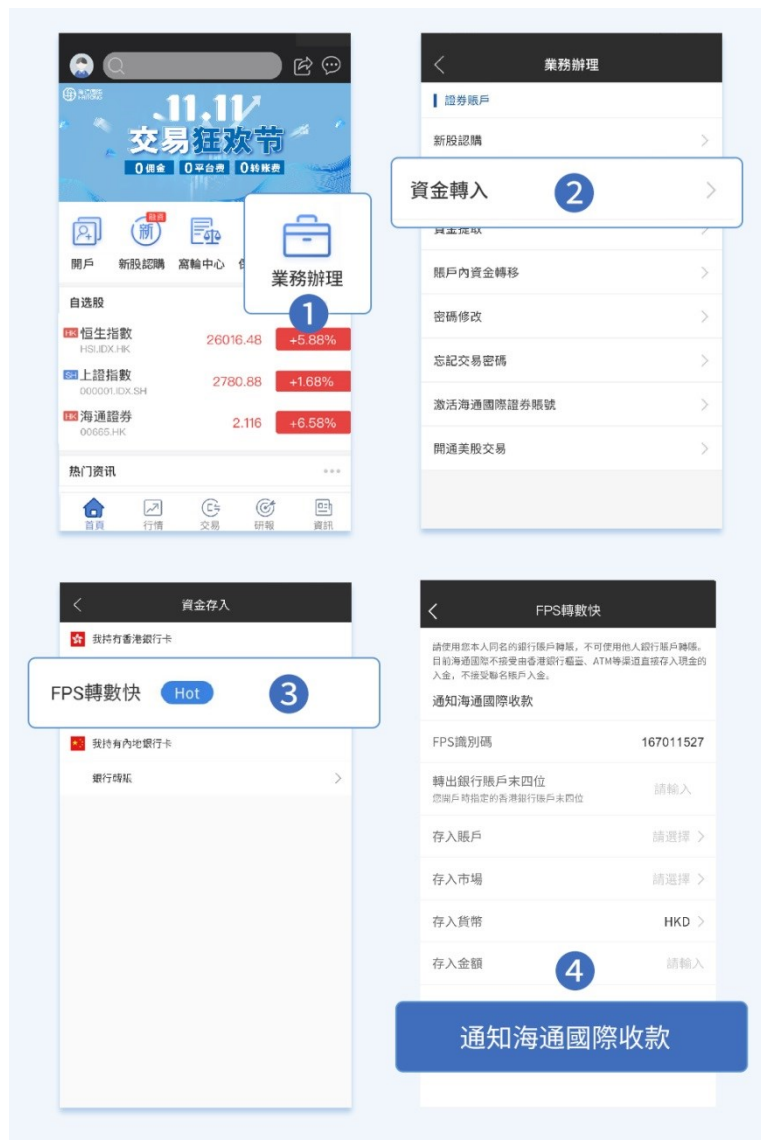 11.11
交易狂欢节
0佣金 0平台费 0转账费
融資
新
開戶 新股認購 窩輪中心
業務辦理
1
自选股
HK 恒生指數 26016.48 +5.88%
HSI.IDX.HK
SH 上證指數 2780.88 +1.68%
000001.IDX.SH
HK 海通證券 2.116 +6.58%
00665.HK
热门资讯
首頁 行情 交易 研報 資訊
業務辦理
證券賬戶
新股認購
資金轉入 2
資金提取
賬戶內資金轉移
密碼修改
忘記交易密碼
激活海通國際證券賬號
開通美股交易
資金存入
我持有香港銀行卡
FPS轉數快 Hot 3
我持有內地銀行卡
銀行轉賬
FPS轉數快
請使用您本人同名的銀行賬戶轉賬，不可使用他人銀行賬戶轉賬。
目前海通國際不接受由香港銀行櫃臺、ATM等渠道直接存入現金的
入金，不接受聯名賬戶入金。
通知海通國際收款
FPS識別碼 167011527
轉出銀行賬戶末四位 請輸入
您開戶時指定的香港銀行賬戶末四位
存入賬戶 請選擇
存入市場 請選擇
存入貨幣 HKD
存入金額 請輸入
4
通知海通國際收款